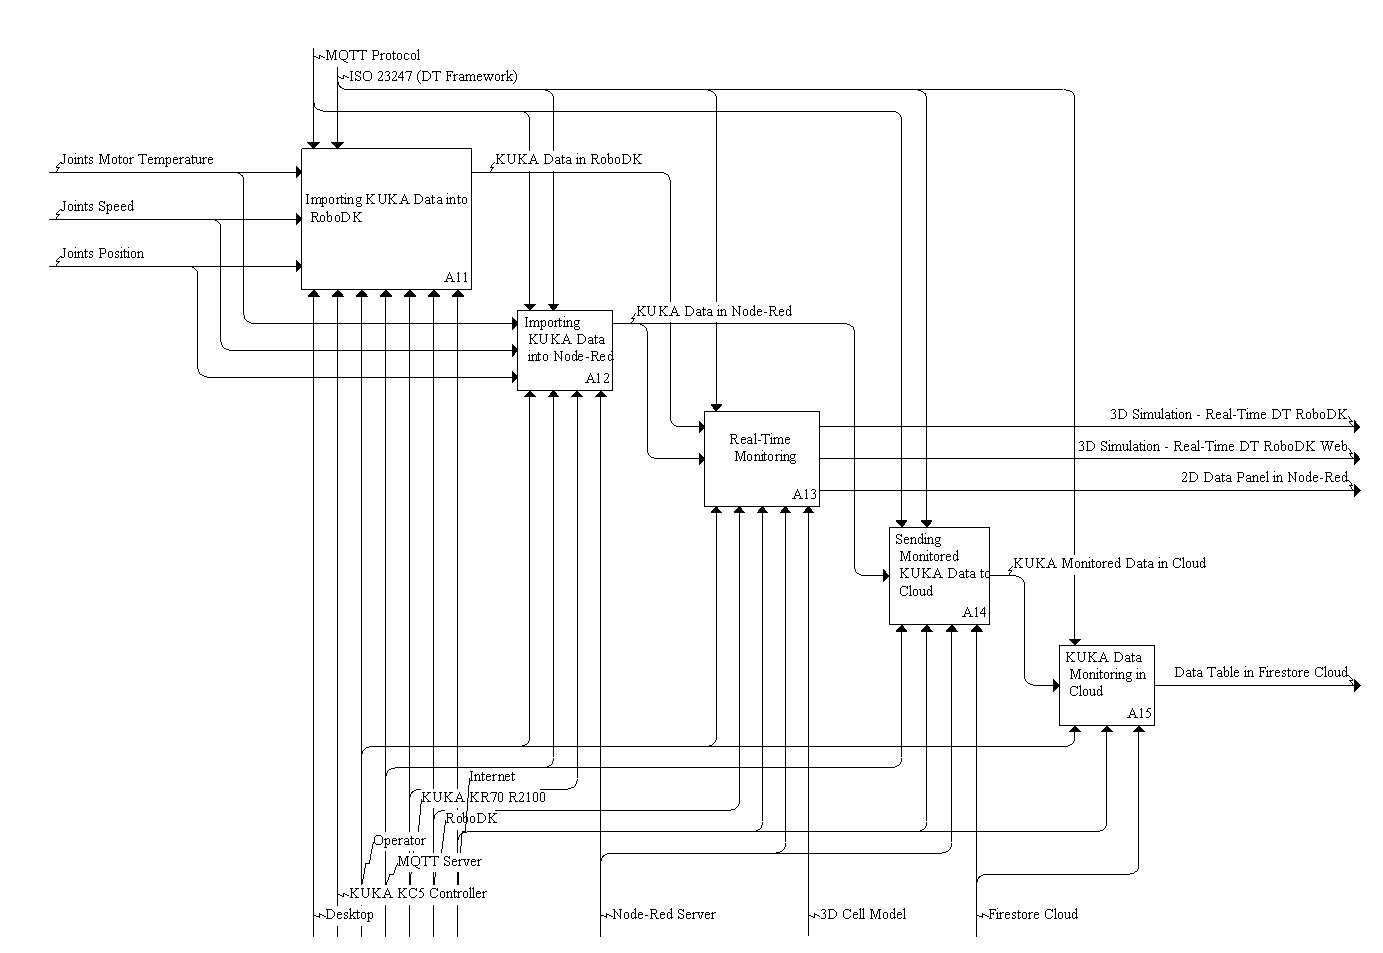 MQTT Protocol
ISO 23247 (DT Framework)
Joints Motor Temperature
KUKA Data in RoboDK
Importing KUKA Data into
RoboDK
Joints Speed
Joints Position
A11
KUKA Data in Node-Red
Importing
KUKA Data
into Node-Red
A12
3D Simulation - Real-Time DT RoboDK
Real-Time
Monitoring
3D Simulation - Real-Time DT RoboDK Web
2D Data Panel in Node-Red
A13
Sending
Monitored
KUKA Data to
Cloud
KUKA Monitored Data in Cloud
A14
KUKA Data
Monitoring in
Cloud
Data Table in Firestore Cloud
A15
Internet
KUKA KR70 R2100
RoboDK
Operator
MQTT Server
KUKA KC5 Controller
Desktop
Node-Red Server
3D Cell Model
Firestore Cloud